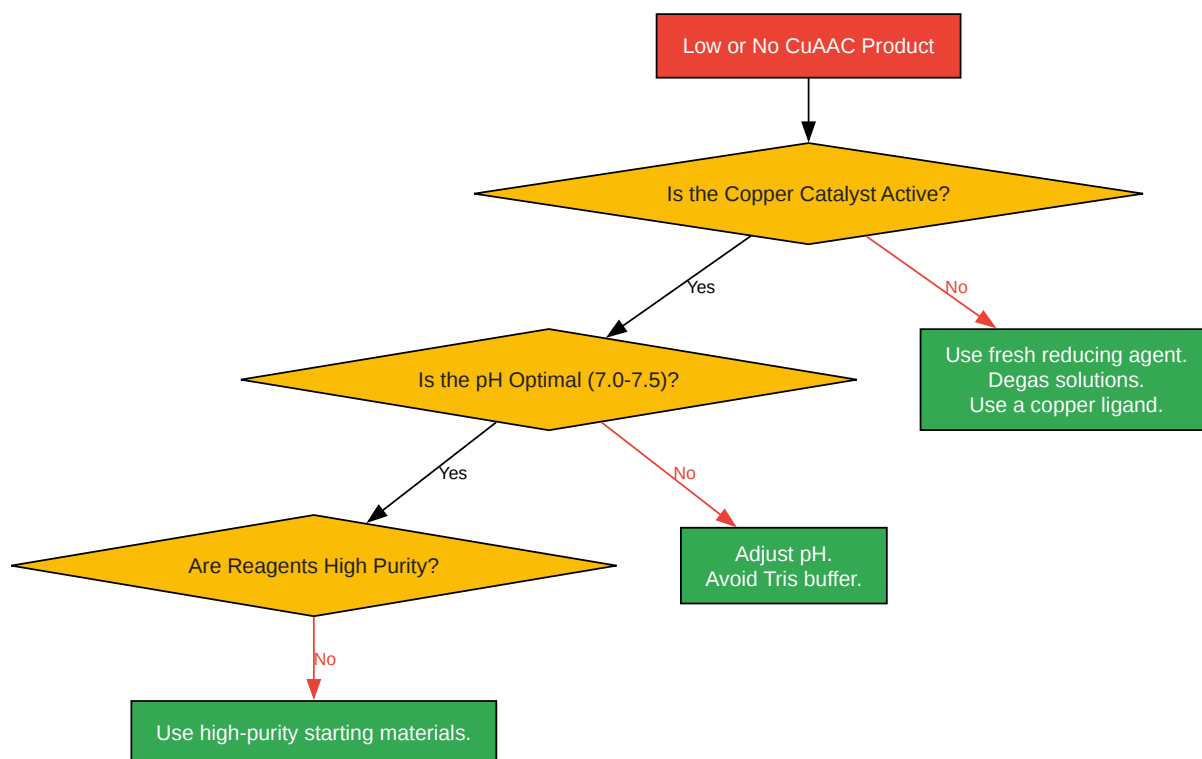 Low or No CuAAC Product
Is the Copper Catalyst Active?
Yes
No
Is the pH Optimal (7.0-7.5)?
Use fresh reducing agent.
Degas solutions.
Use a copper ligand.
Yes
No
Are Reagents High Purity?
Adjust pH.
Avoid Tris buffer.
No
Use high-purity starting materials.